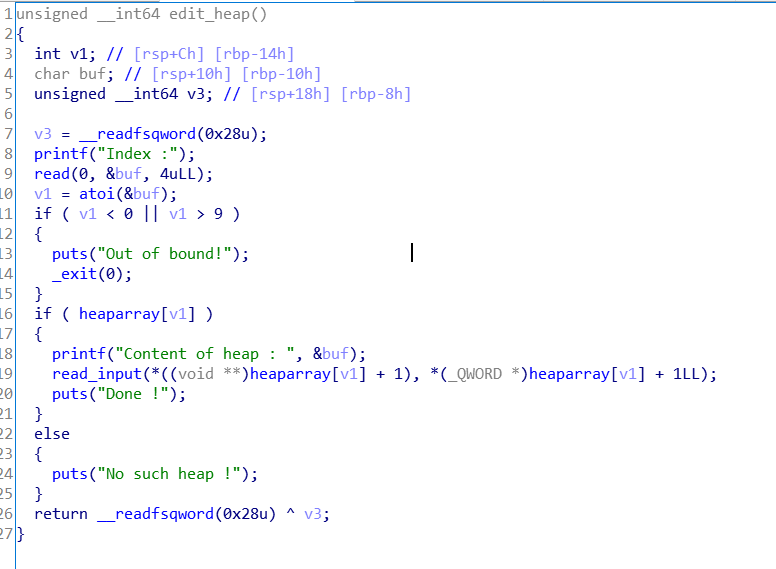 1 unsigned __int64 edit_heap()
2 {
3   int v1; // [rsp+Ch] [rbp-14h]
4   char buf; // [rsp+10h] [rbp-10h]
5   unsigned __int64 v3; // [rsp+18h] [rbp-8h]
6
7   v3 = __readfsqword(0x28u);
8   printf("Index :");
9   read(0, &buf, 4uLL);
10   v1 = atoi(&buf);
11   if ( v1 < 0 || v1 > 9 )
12   {
13     puts("Out of bound!");
14     _exit(0);
15   }
16   if ( heaparray[v1] )
17   {
18     printf("Content of heap : ", &buf);
19     read_input(*((void **)heaparray[v1] + 1), *(_QWORD *)heaparray[v1] + 1LL);
20     puts("Done !");
21   }
22   else
23   {
24     puts("No such heap !");
25   }
26   return __readfsqword(0x28u) ^ v3;
27 }